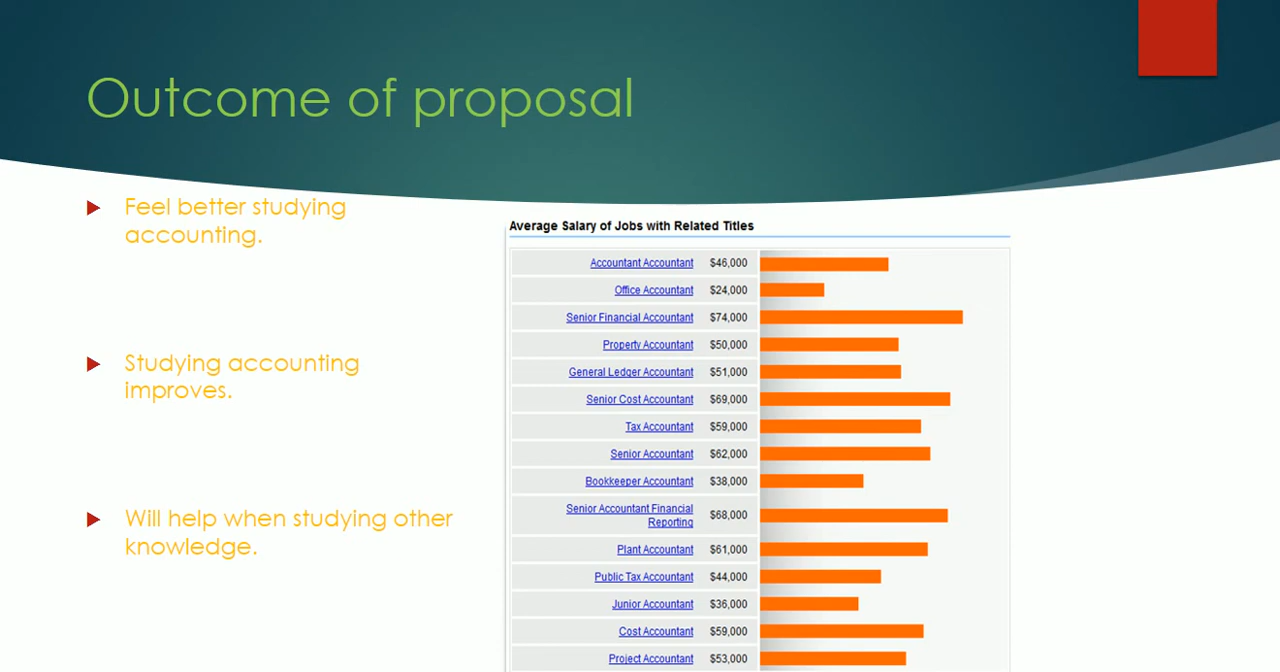 Outcome of proposal
Feel better studying
accounting.
Studying accounting
improves.
Will help when studying other
knowledge.
Average Salary of Jobs with Related Titles
Accountant Accountant $46,000
Office Accountant $24,000
Senior Financial Accountant $74,000
Property Accountant $50,000
General Ledger Accountant $51,000
Senior Cost Accountant $69,000
Tax Accountant $59,000
Senior Accountant $62,000
Bookkeeper Accountant $38,000
Senior Accountant Financial
Reporting $68,000
Plant Accountant $61,000
Public Tax Accountant $44,000
Junior Accountant $36,000
Cost Accountant $59,000
Project Accountant $53,000